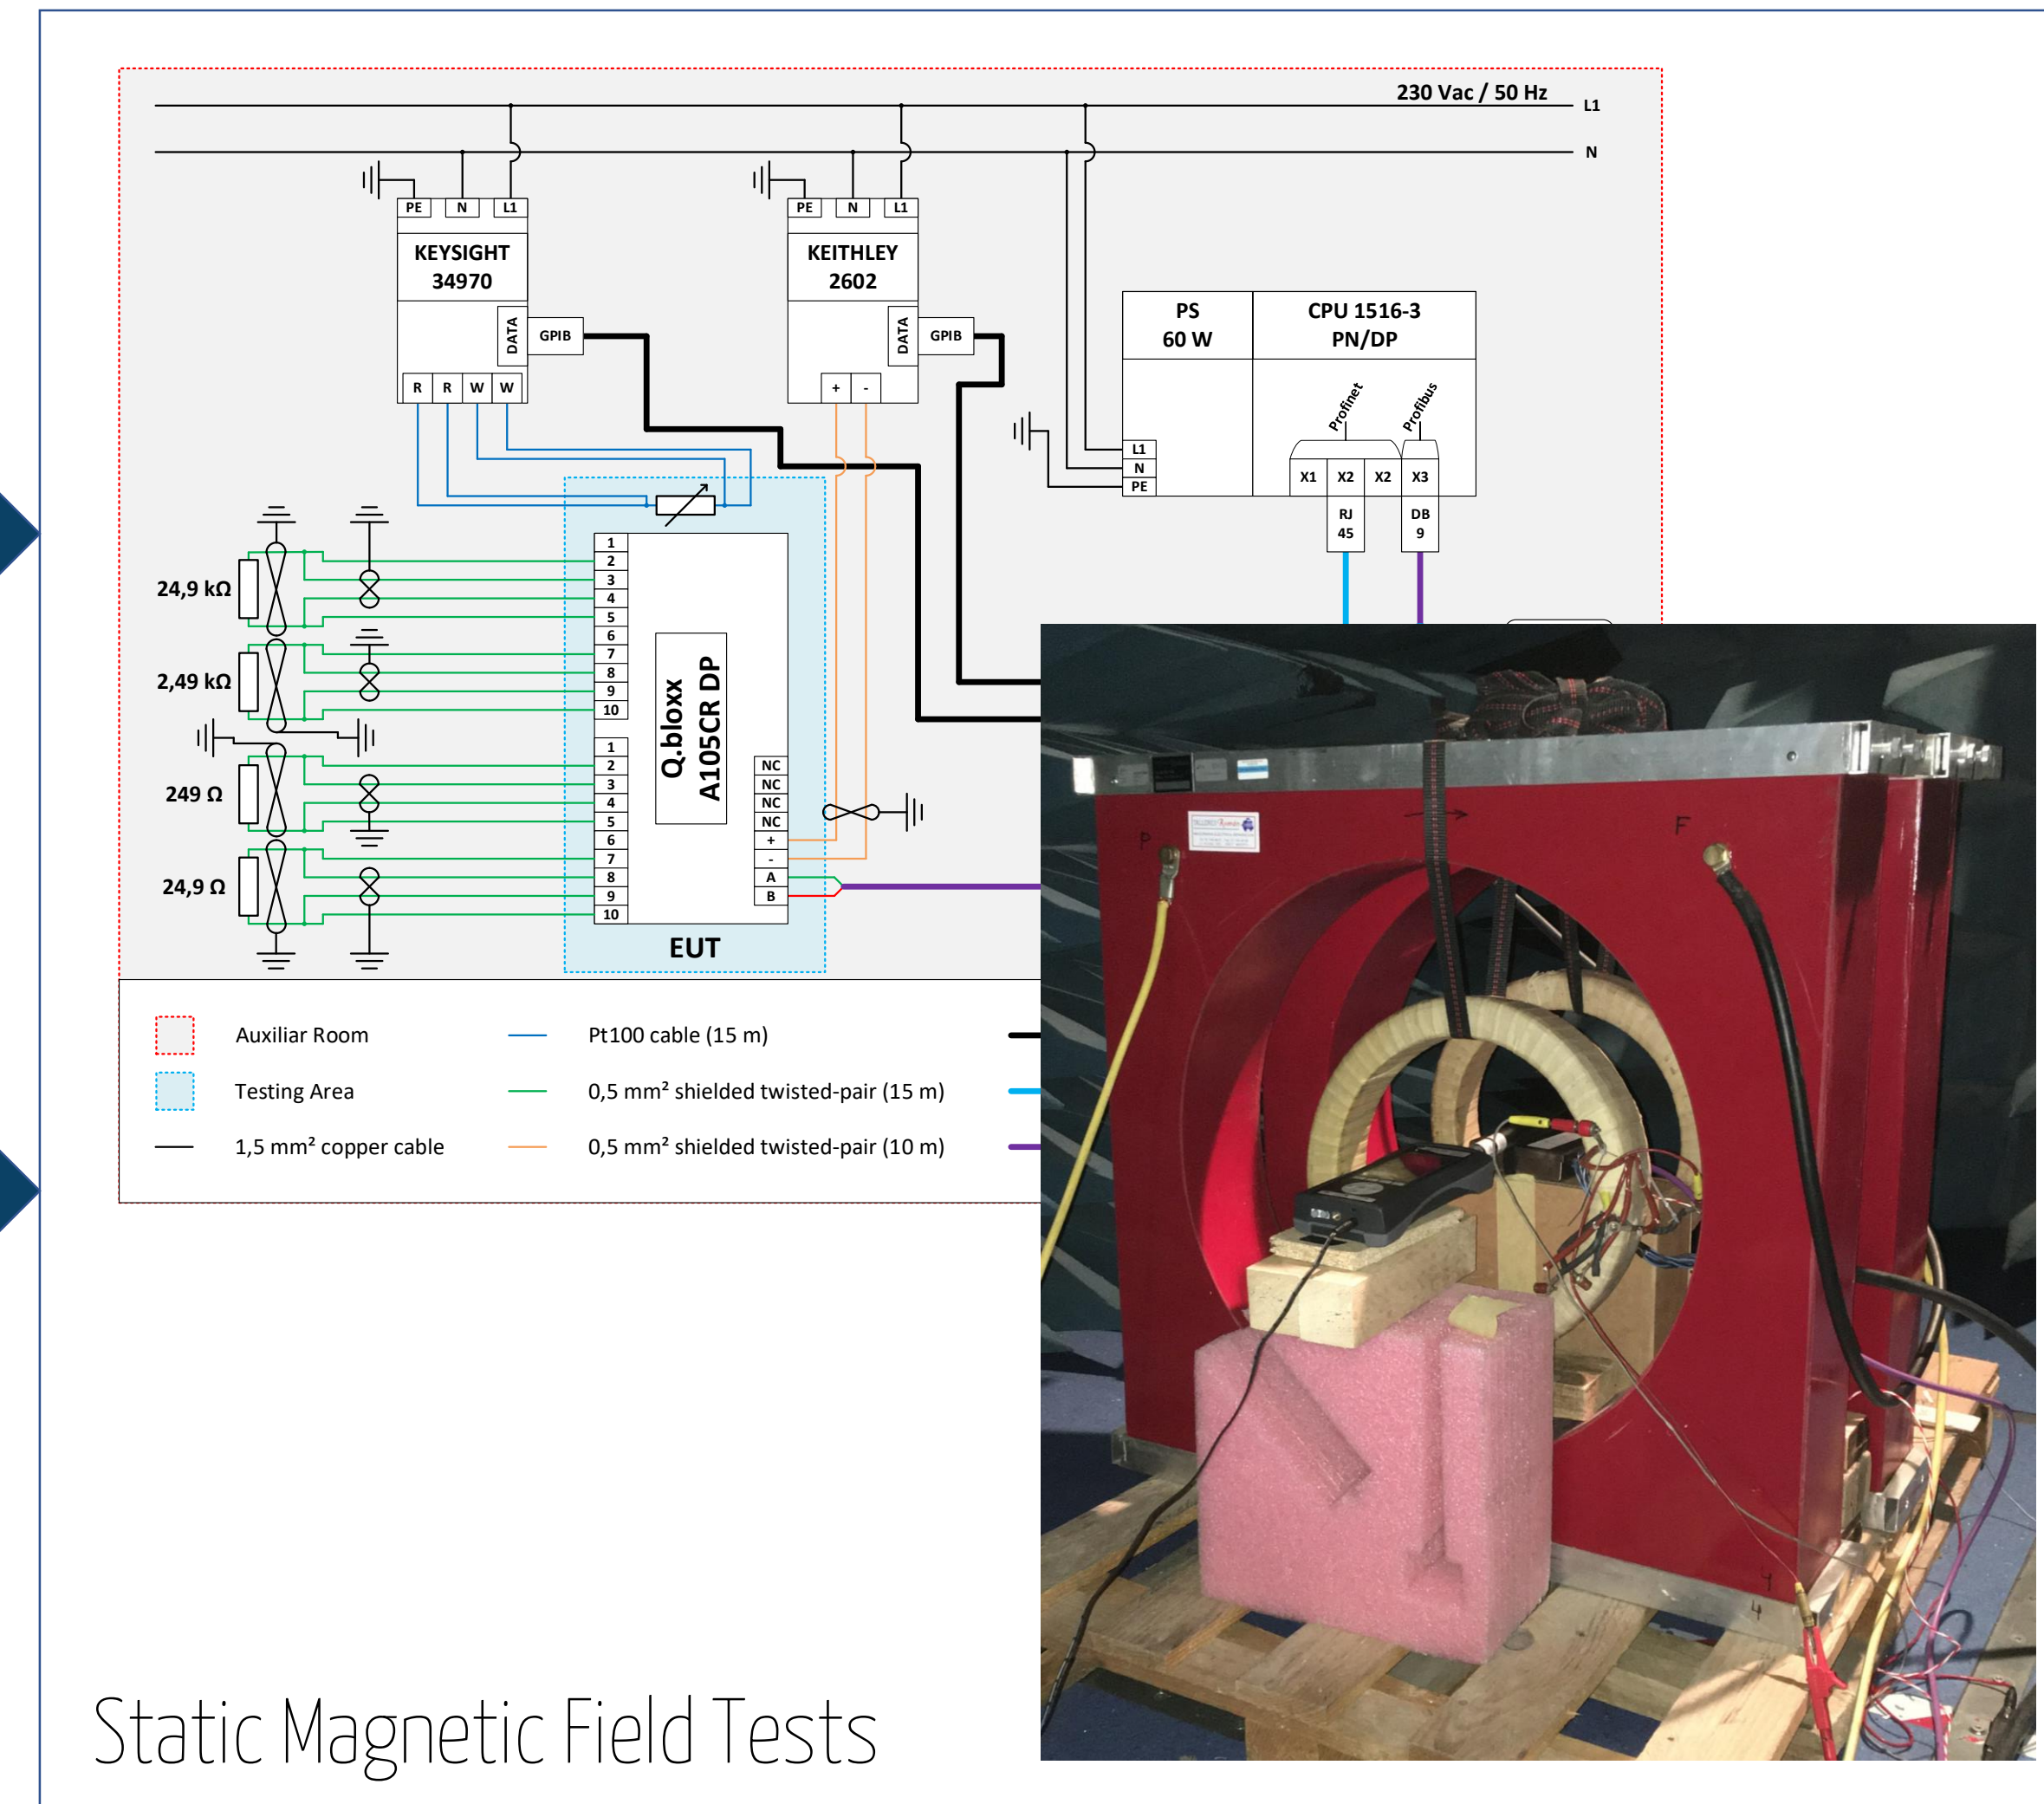 230 Vac / 50 Hz
L1
N
PE N L1
KEYSIGHT
34970
DATA
GPIB
R R W W
PE N L1
KEITHLEY
2602
DATA
GPIB
+ -
PS
60 W
CPU 1516-3
PN/DP
Profinet
Profibus
L1
N
PE
X1 X2 X2 X3
RJ
45
DB
9
24,9 kΩ
2,49 kΩ
249 Ω
24,9 Ω
1
2
3
4
5
6
7
8
9
10
1
2
3
4
5
6
7
8
9
10
Q.bloxx
A105CR DP
NC
NC
NC
NC
+
-
A
B
EUT
Auxiliar Room
Pt100 cable (15 m)
Testing Area
0,5 mm² shielded twisted-pair (15 m)
1,5 mm² copper cable
0,5 mm² shielded twisted-pair (10 m)
P
F
4
4
Static Magnetic Field Tests